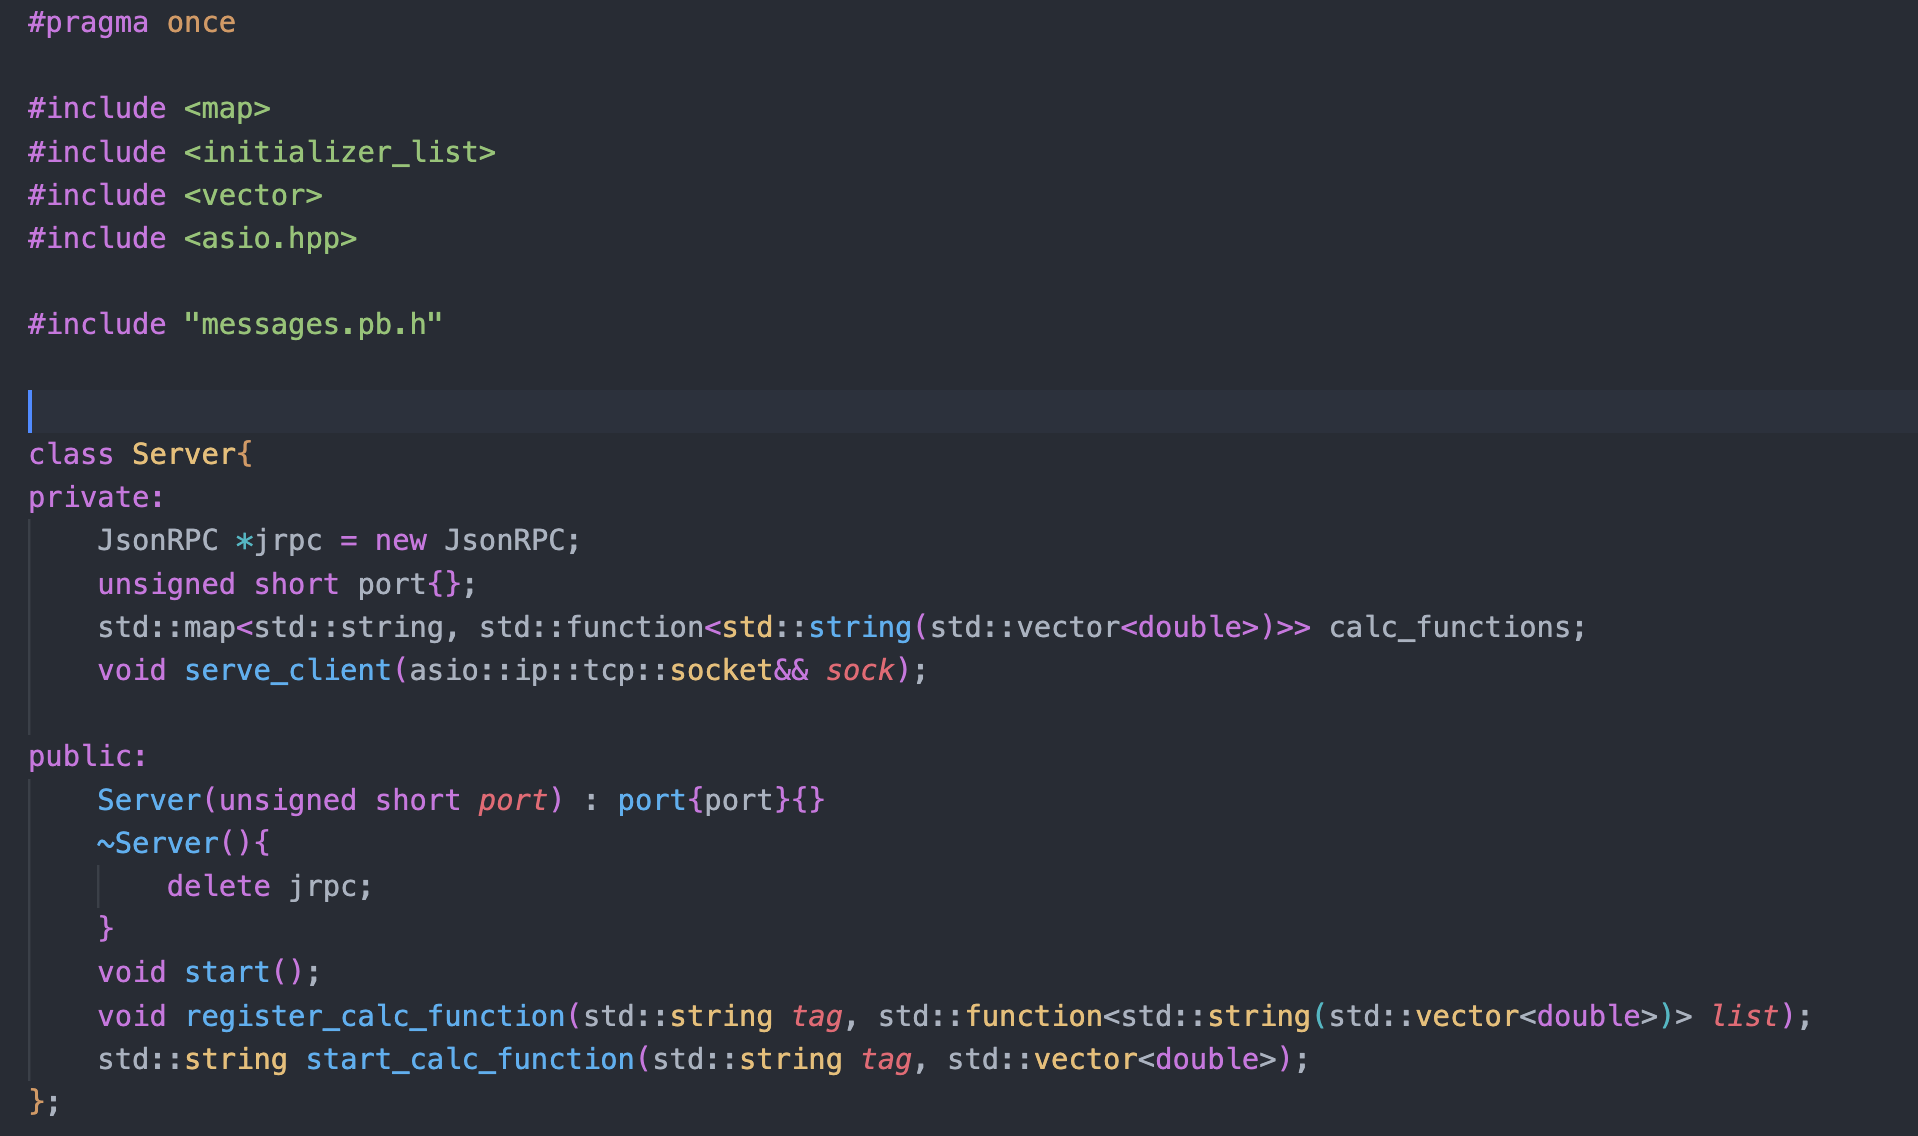 #pragma once
#include <map>
#include <initializer_list>
#include <vector>
#include <asio.hpp>
#include "messages.pb.h"
class Server{
private:
    JsonRPC *jrpc = new JsonRPC;
    unsigned short port{};
    std::map<std::string, std::function<std::string(std::vector<double>)>> calc_functions;
    void serve_client(asio::ip::tcp::socket&& sock);
public:
    Server(unsigned short port) : port{port}{}
    ~Server(){
        delete jrpc;
    }
    void start();
    void register_calc_function(std::string tag, std::function<std::string(std::vector<double>)> list);
    std::string start_calc_function(std::string tag, std::vector<double>);
};